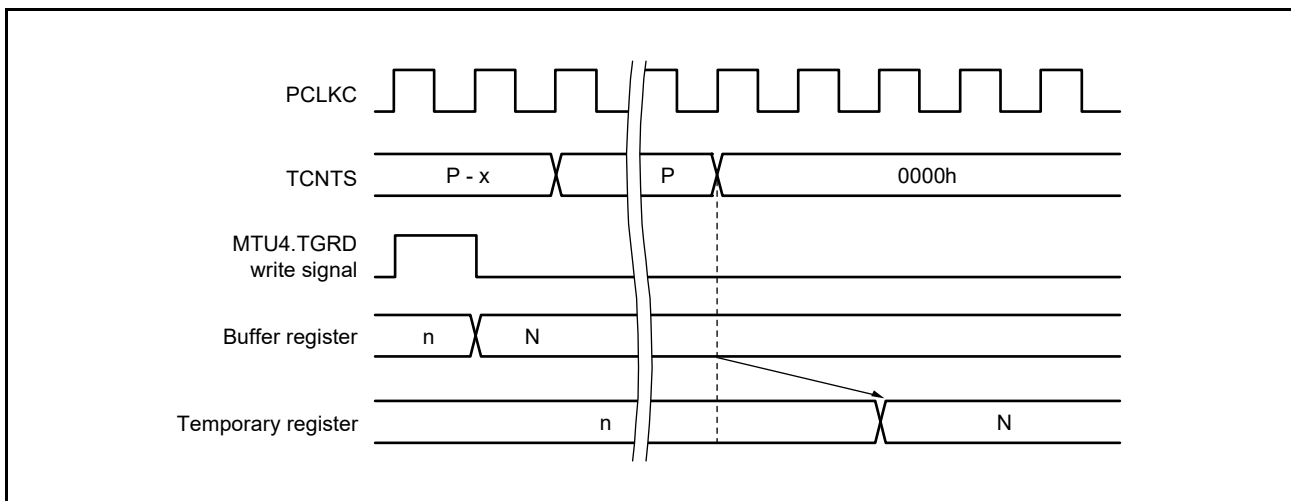 PCLKC
TCNTS
P - x
P
0000h
MTU4.TGRD
write signal
Buffer register
n
N
Temporary register
n
N